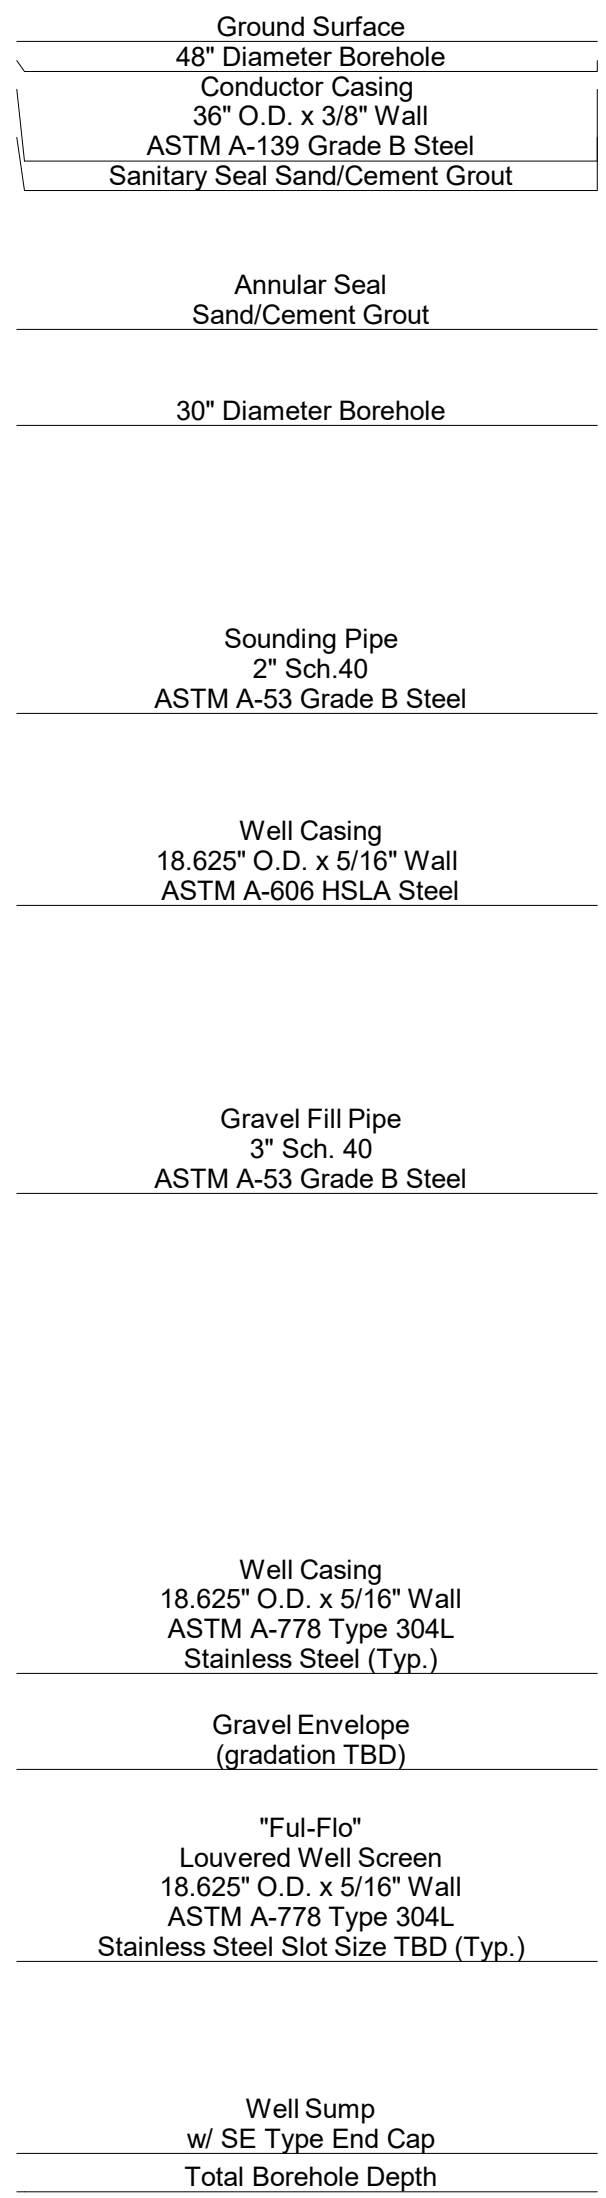 Ground Surface
48" Diameter Borehole
Conductor Casing
36" O.D. x 3/8" Wall
ASTM A-139 Grade B Steel
Sanitary Seal Sand/Cement Grout
Annular Seal
Sand/Cement Grout
30" Diameter Borehole
Sounding Pipe
2" Sch.40
ASTM A-53 Grade B Steel
Well Casing
18.625" O.D. x 5/16" Wall
ASTM A-606 HSLA Steel
Gravel Fill Pipe
3" Sch. 40
ASTM A-53 Grade B Steel
Well Casing
18.625" O.D. x 5/16" Wall
ASTM A-778 Type 304L
Stainless Steel (Typ.)
Gravel Envelope
(gradation TBD)
"Ful-Flo"
Louvered Well Screen
18.625" O.D. x 5/16" Wall
ASTM A-778 Type 304L
Stainless Steel Slot Size TBD (Typ.)
Well Sump
w/ SE Type End Cap
Total Borehole Depth